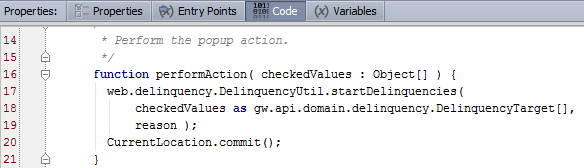 Properties: Properties Entry Points Code (x) Variables
14 * Perform the popup action.
15 */
16 function performAction( checkedValues : Object[] ) {
17 web.delinquency.DelinquencyUtil.startDelinquencies(
18 checkedValues as gw.api.domain.delinquency.DelinquencyTarget[],
19 reason );
20 CurrentLocation.commit();
21 }